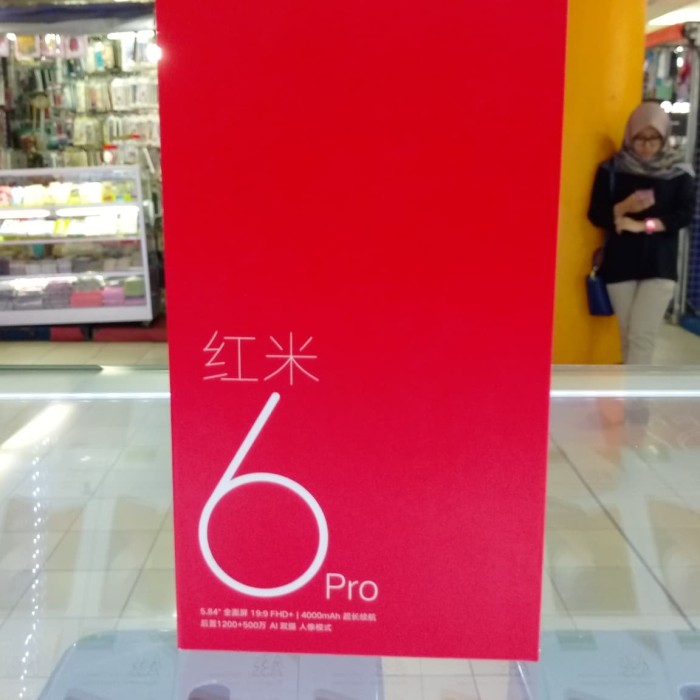 红米
6 Pro
5.84" 全面屏 19:9 FHD+ | 4000mAh 超长续航
后置1200+500万 AI 双摄 人像模式